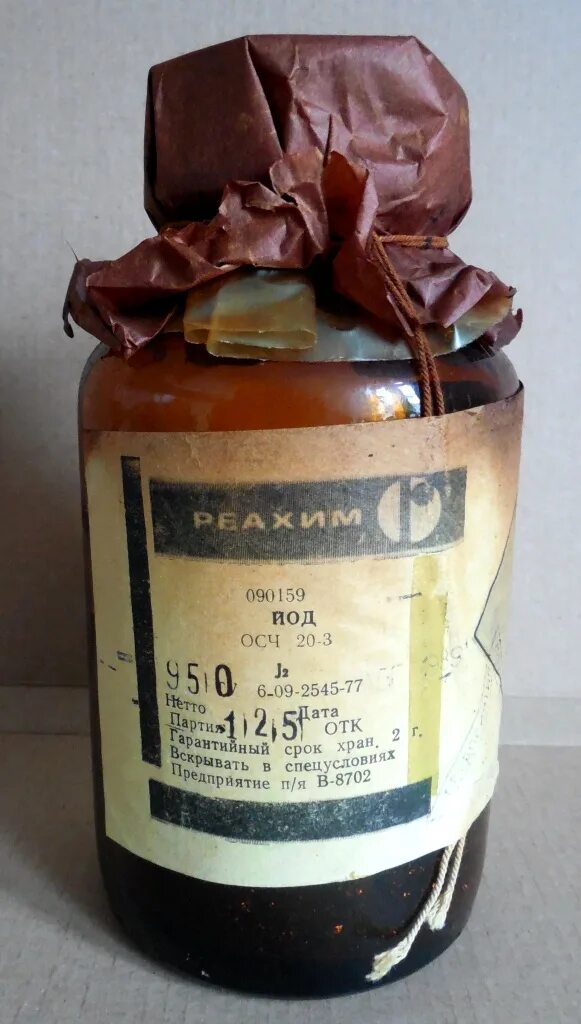 РЕАХИМ
090159
ЙОД
ОСЧ 20-3
J₂
950 6-09-2545-77
Нетто
Партия 125 Дата
ОТК
Гарантийный срок хран. 2 г.
Вскрывать в спецусловиях
Предприятие п/я В-8702